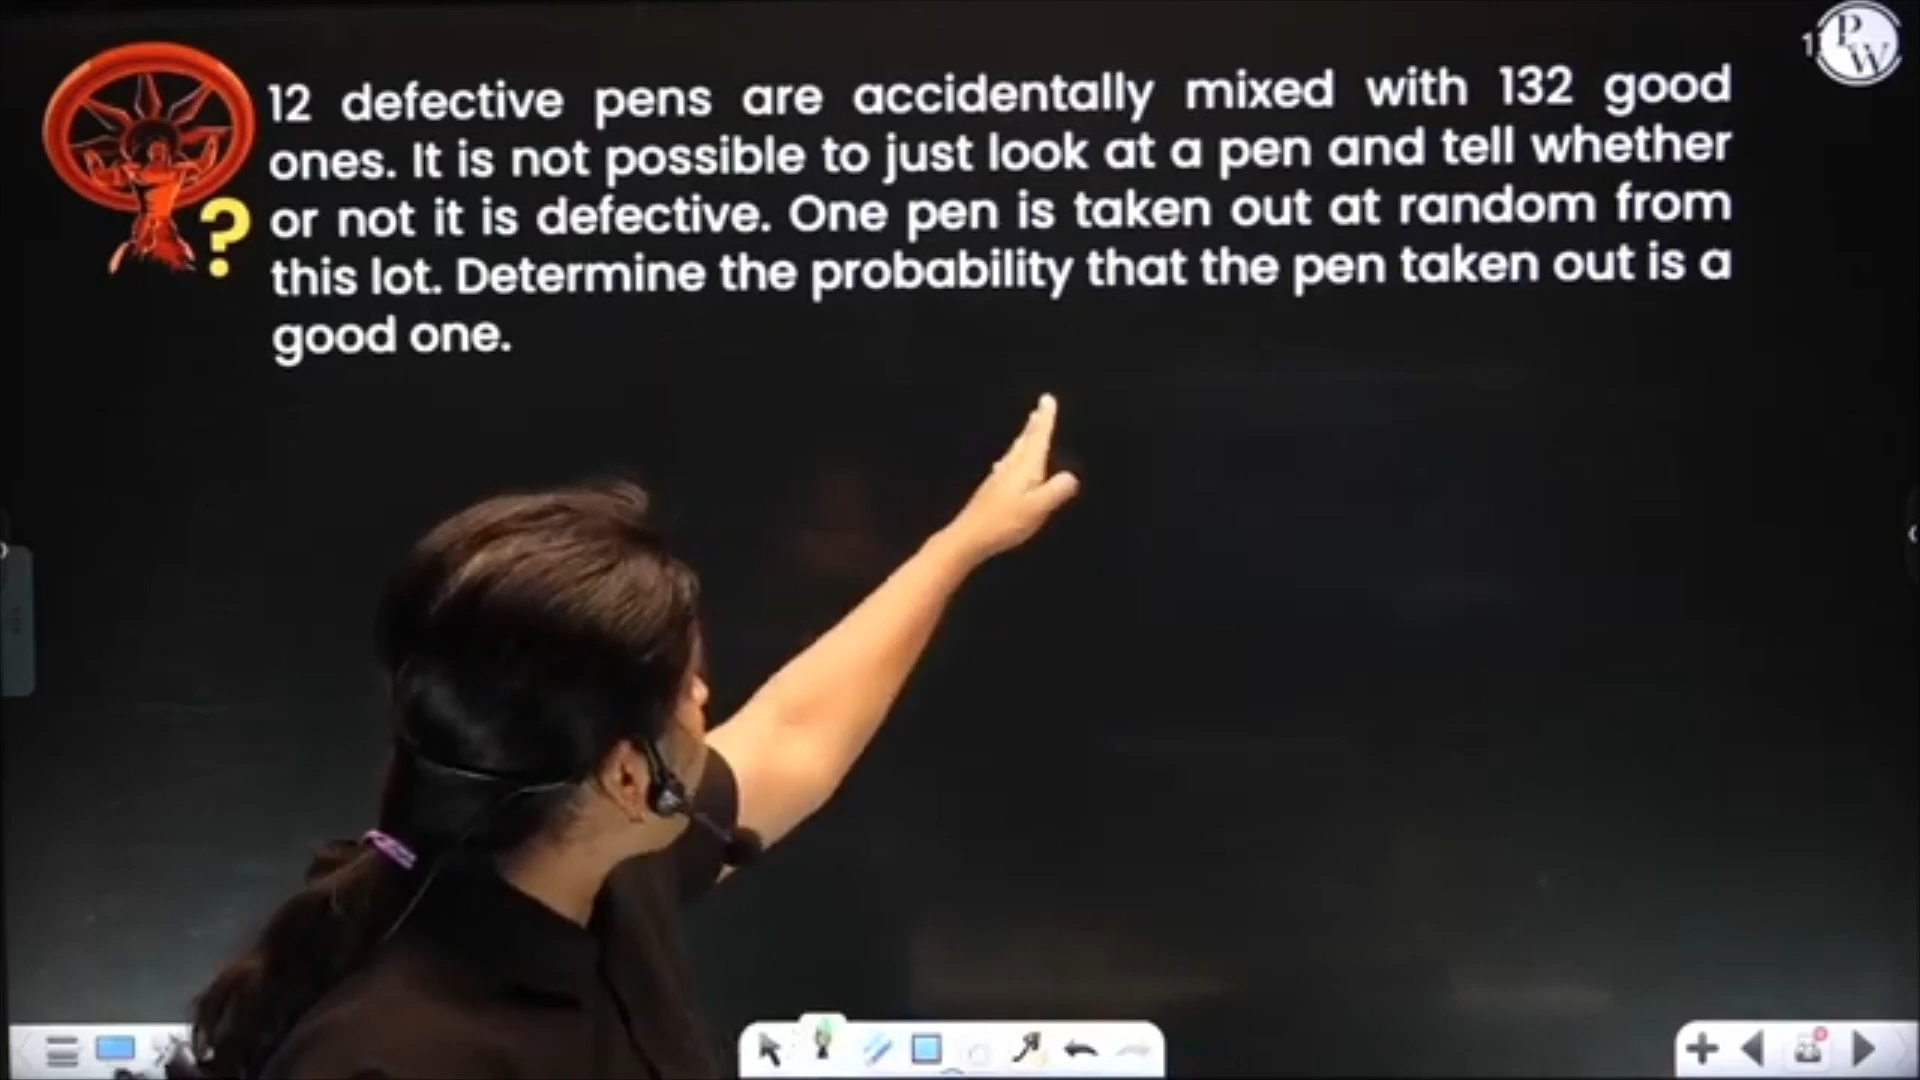 12 defective pens are accidentally mixed with 132 good
ones. It is not possible to just look at a pen and tell whether
or not it is defective. One pen is taken out at random from
this lot. Determine the probability that the pen taken out is a
good one.
?
P
W